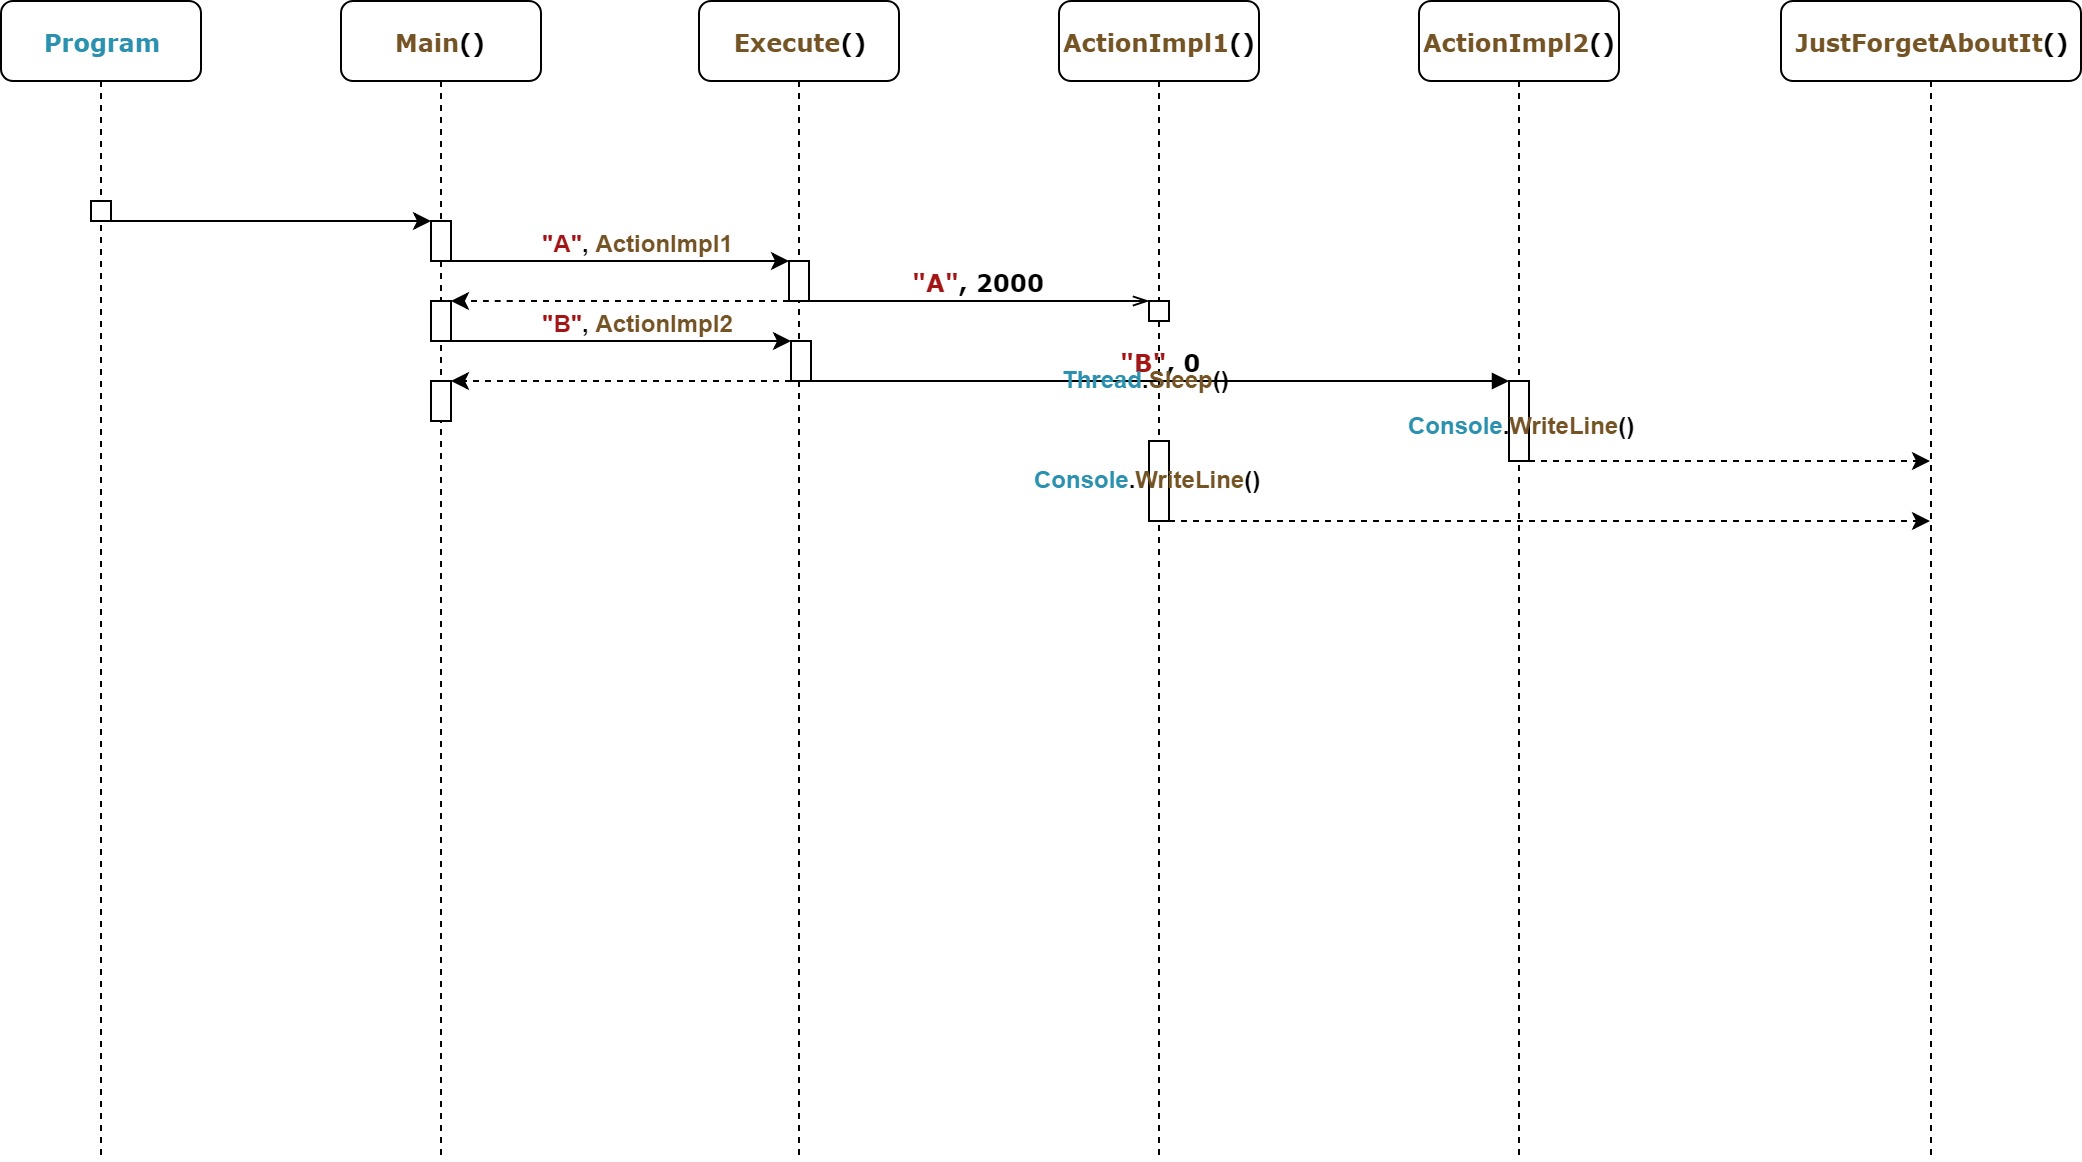 Program
Main()
Execute()
ActionImpl1()
ActionImpl2()
JustForgetAboutIt()
"A", ActionImpl1
"A", 2000
"B", ActionImpl2
"B", 0
Thread.Sleep()
Console.WriteLine()
Console.WriteLine()